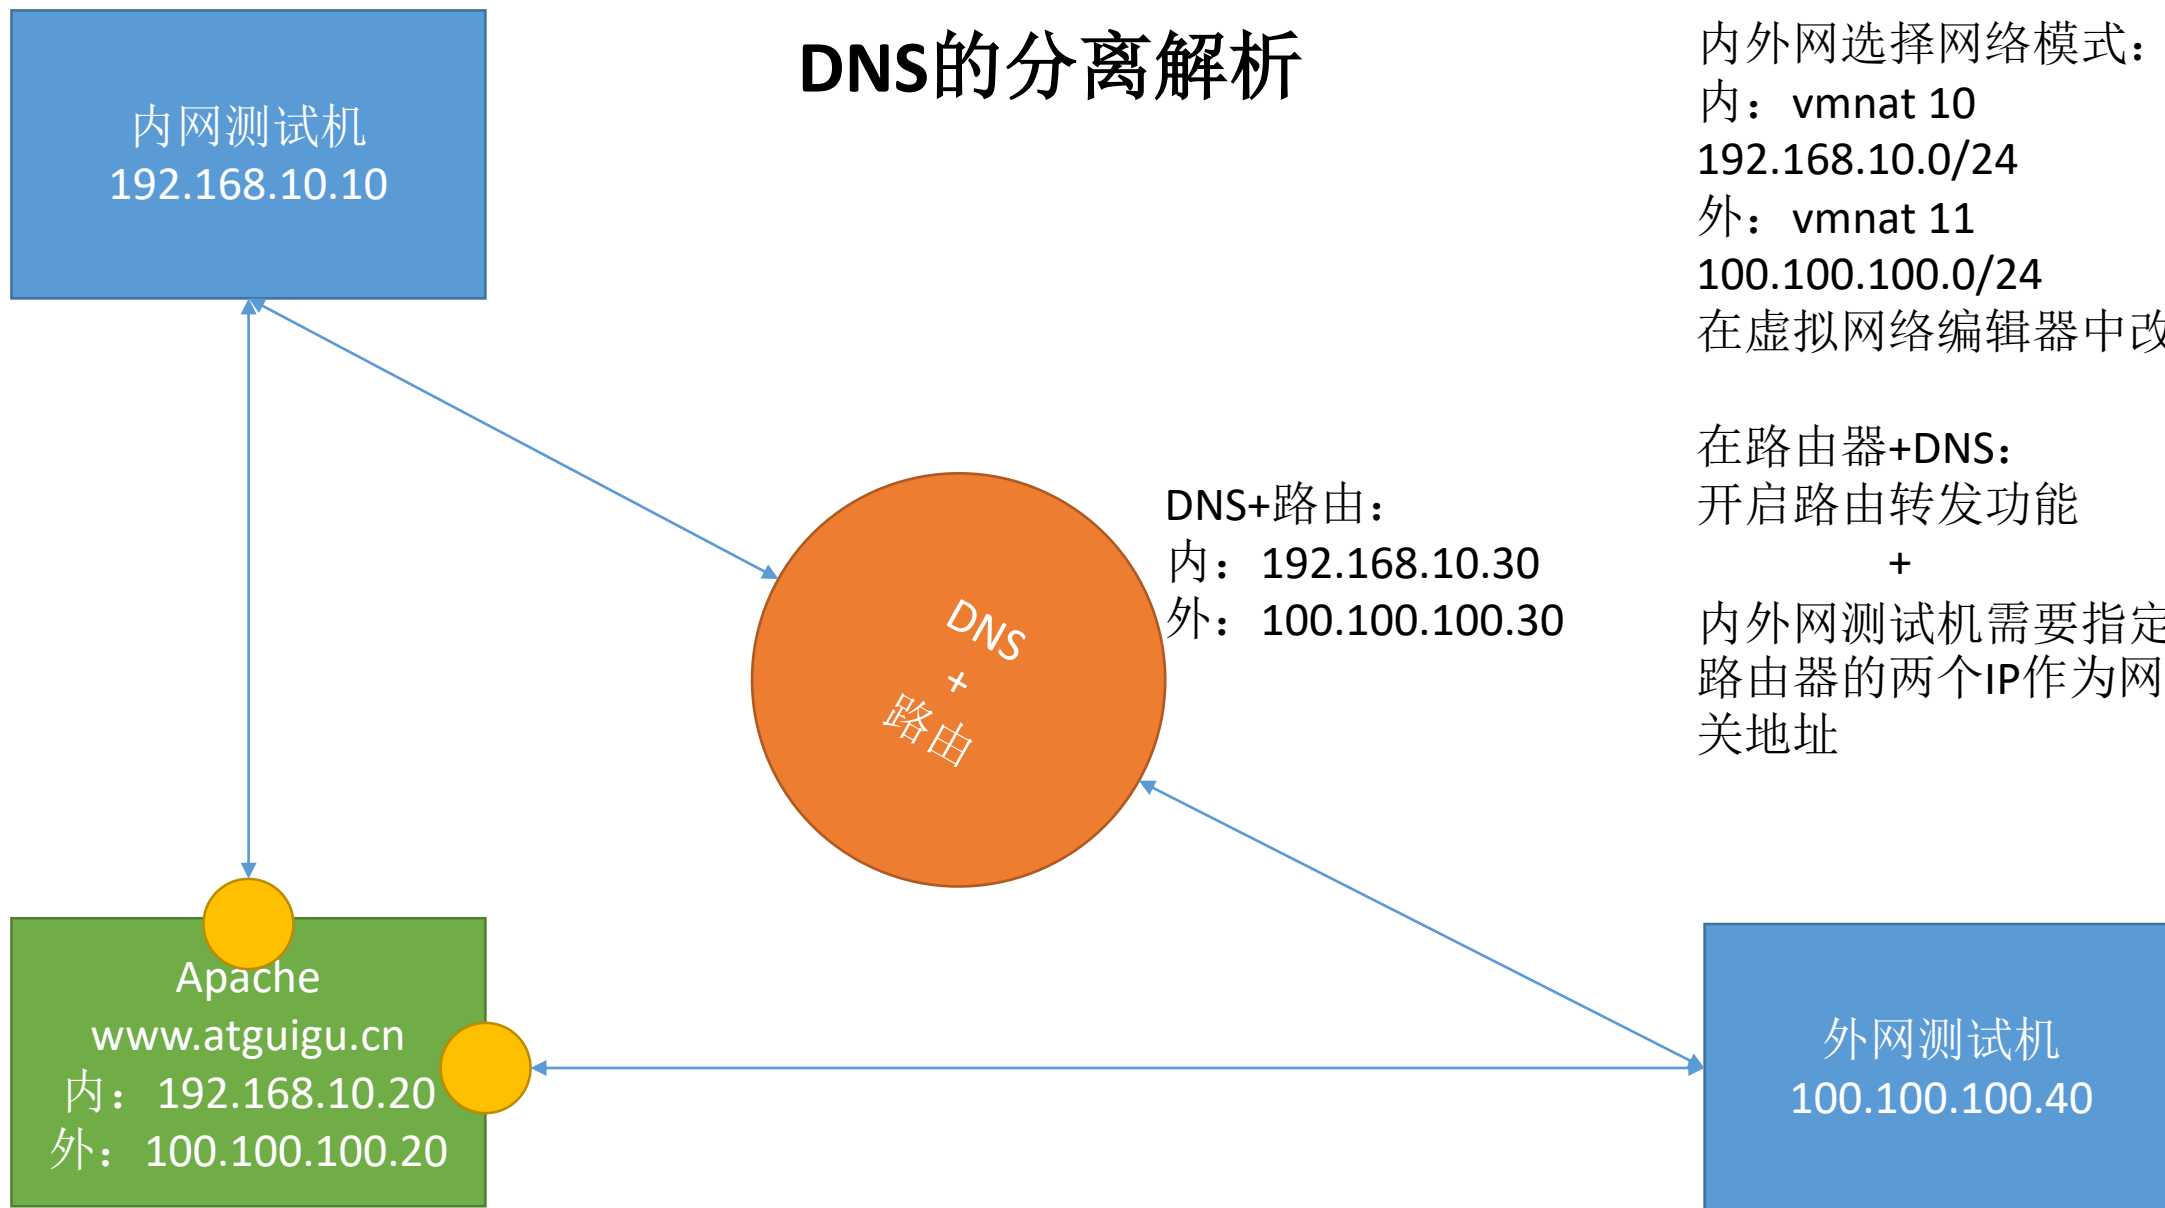 DNS的分离解析
内网测试机
192.168.10.10
内外网选择网络模式：
内：vmnat 10
192.168.10.0/24
外：vmnat 11
100.100.100.0/24
在虚拟网络编辑器中改
在路由器+DNS：
开启路由转发功能
+
内外网测试机需要指定
路由器的两个IP作为网
关地址
DNS+路由：
内：192.168.10.30
外：100.100.100.30
DNS
+
路由
Apache
www.atguigu.cn
内：192.168.10.20
外：100.100.100.20
外网测试机
100.100.100.40